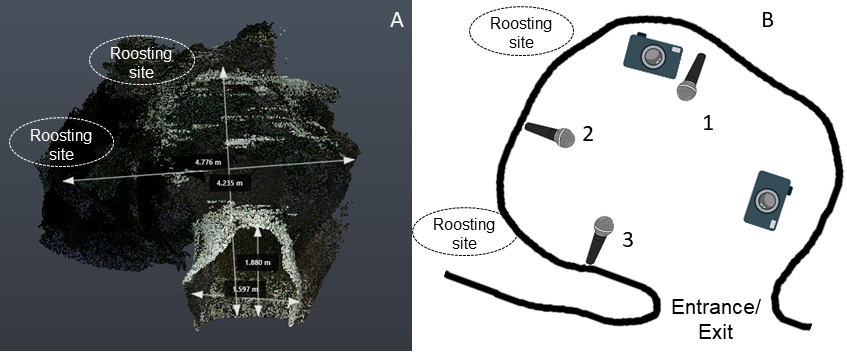 A
Roosting
site
Roosting
site
4.776 m
4.235 m
1.880 m
1.597 m
B
Roosting
site
1
2
Roosting
site
3
Entrance/
Exit